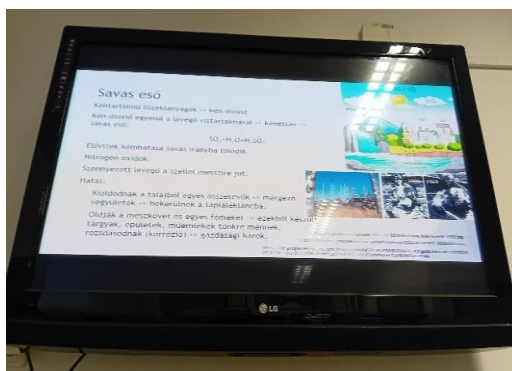 Savas eső
Kéntartalmú tüzelőanyagok -> kén-dioxid.
Kén-dioxid egyesül a levegő víztartalmával -> kénessav ->
savas eső:
SO₂+H₂O=H₂SO₃
Élővizek kémhatása savas irányba tolódik.
Nitrogén-oxidok.
Szennyezett levegő a széllel messzire jut.
Hatás:
Kioldódnak a talajból egyes összetevők -> mérgező
vegyületek -> bekerülnek a táplálékláncba.
Oldják a mészkövet és egyes fémeket -> ezekből készült
tárgyak, épületek, műemlékek tönkre mennek,
rozsdásodnak (korrózió) -> gazdasági károk.
LG